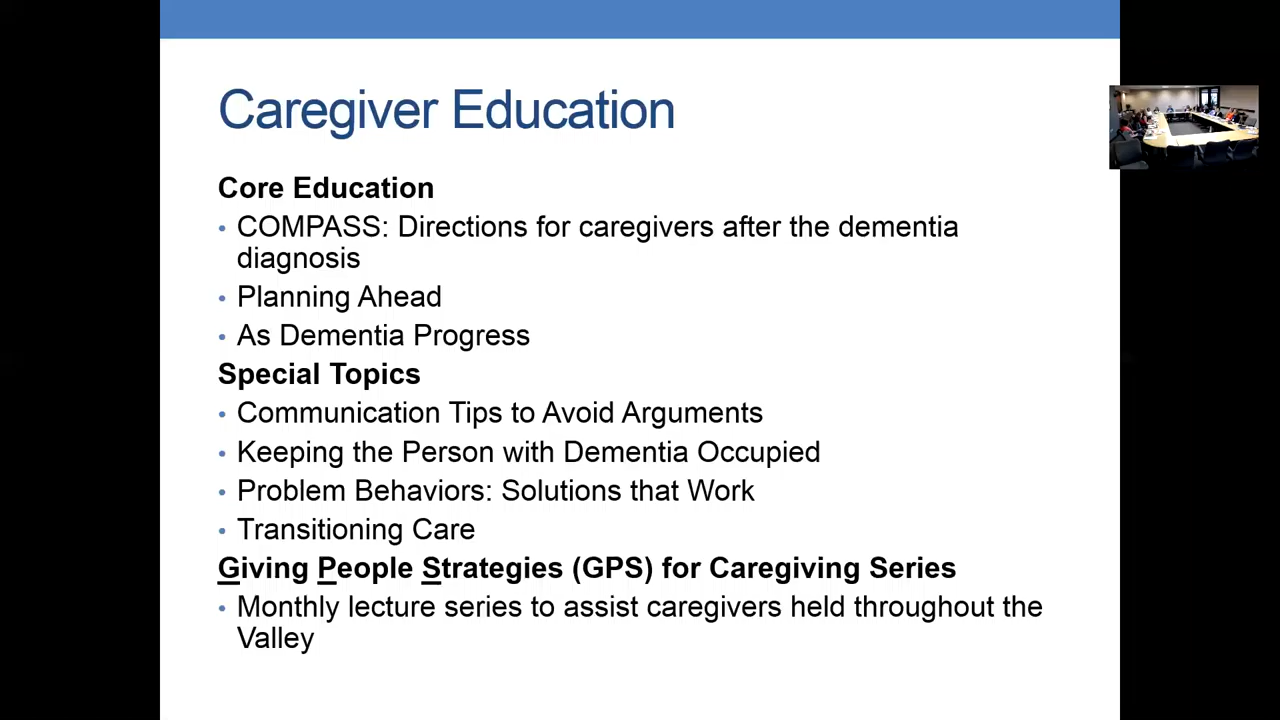 Caregiver Education
Core Education
• COMPASS: Directions for caregivers after the dementia
diagnosis
• Planning Ahead
• As Dementia Progress
Special Topics
• Communication Tips to Avoid Arguments
• Keeping the Person with Dementia Occupied
• Problem Behaviors: Solutions that Work
• Transitioning Care
Giving People Strategies (GPS) for Caregiving Series
• Monthly lecture series to assist caregivers held throughout the
Valley